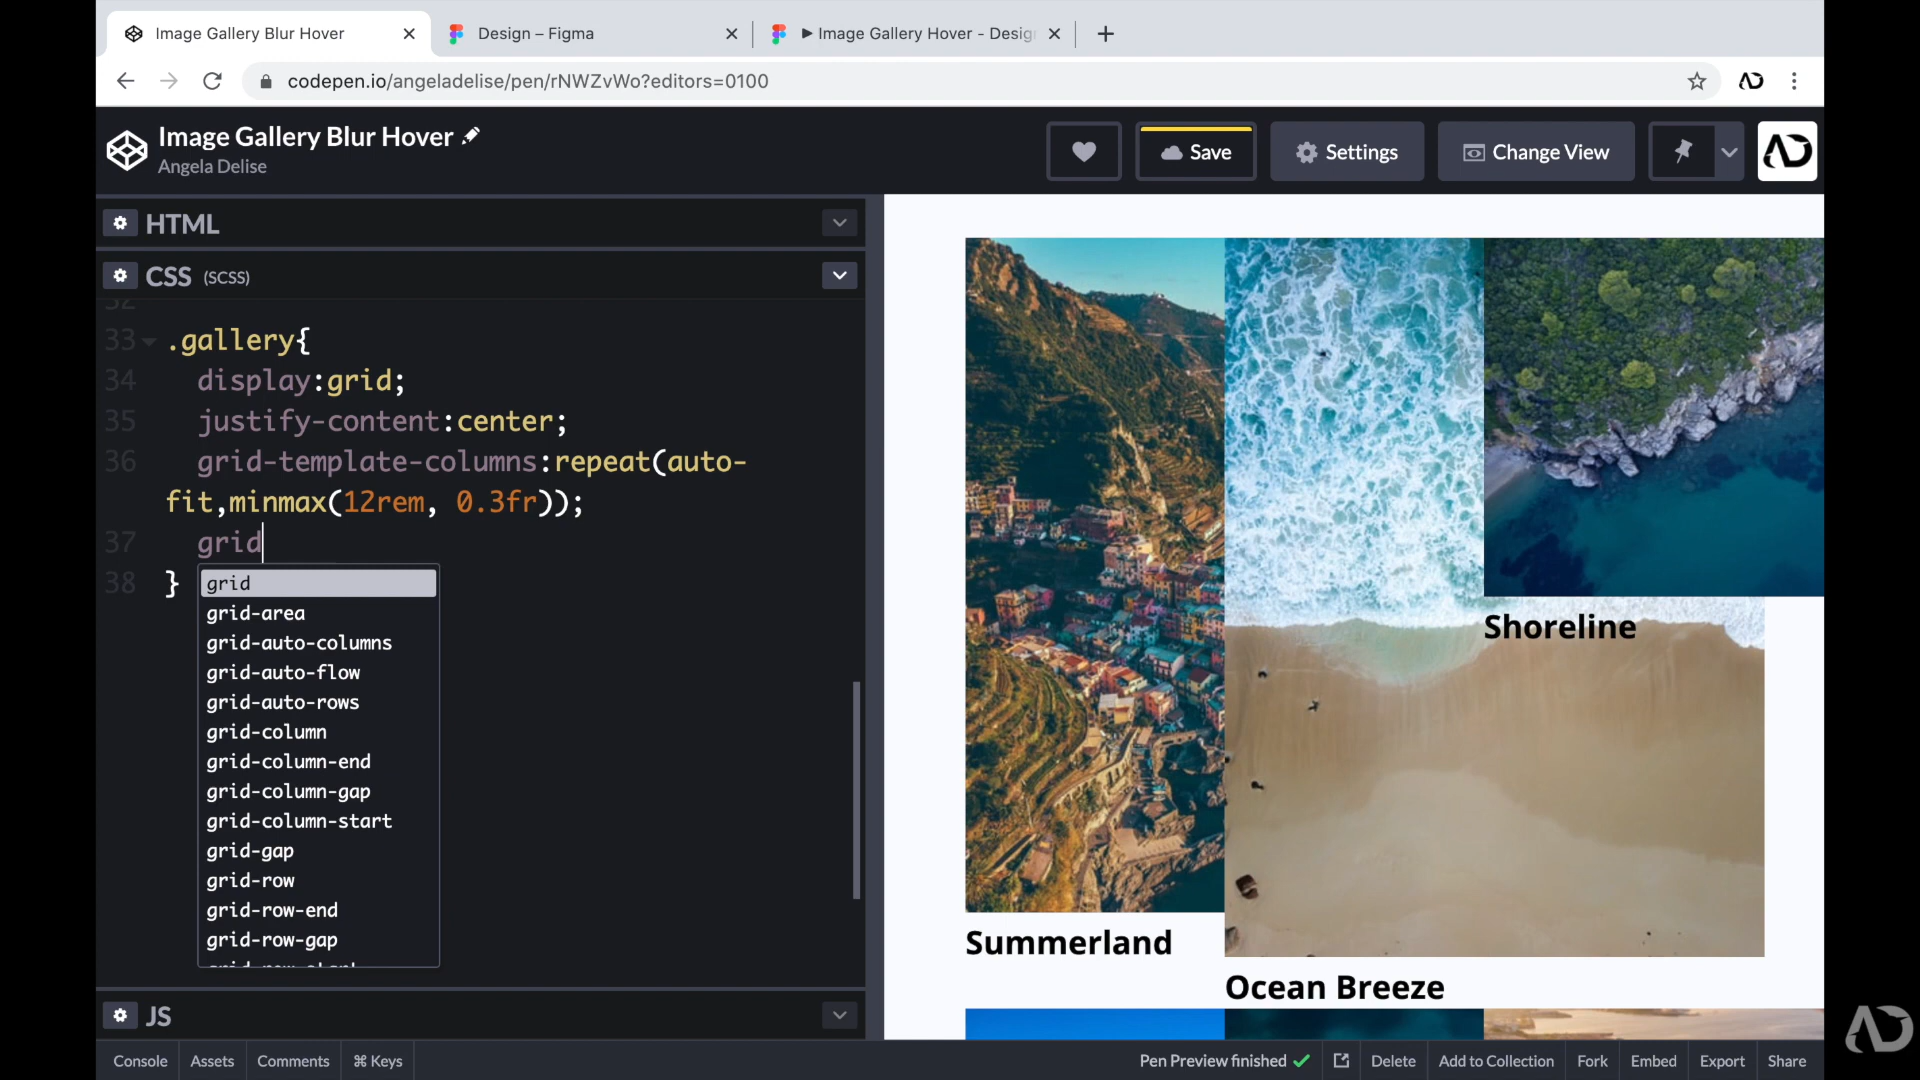 Image Gallery Blur Hover
Design – Figma
Image Gallery Hover - Desig
codepen.io/angeladelise/pen/rNWZvWo?editors=0100
Image Gallery Blur Hover
Angela Delise
Save
Settings
Change View
HTML
CSS (SCSS)
32
33 .gallery{
34 display:grid;
35 justify-content:center;
36 grid-template-columns:repeat(auto-
fit,minmax(12rem, 0.3fr));
37 grid
38 }
grid
grid-area
grid-auto-columns
grid-auto-flow
grid-auto-rows
grid-column
grid-column-end
grid-column-gap
grid-column-start
grid-gap
grid-row
grid-row-end
grid-row-gap
grid-row-start
Shoreline
Summerland
Ocean Breeze
JS
Console
Assets
Comments
⌘ Keys
Pen Preview finished
Delete
Add to Collection
Fork
Embed
Export
Share